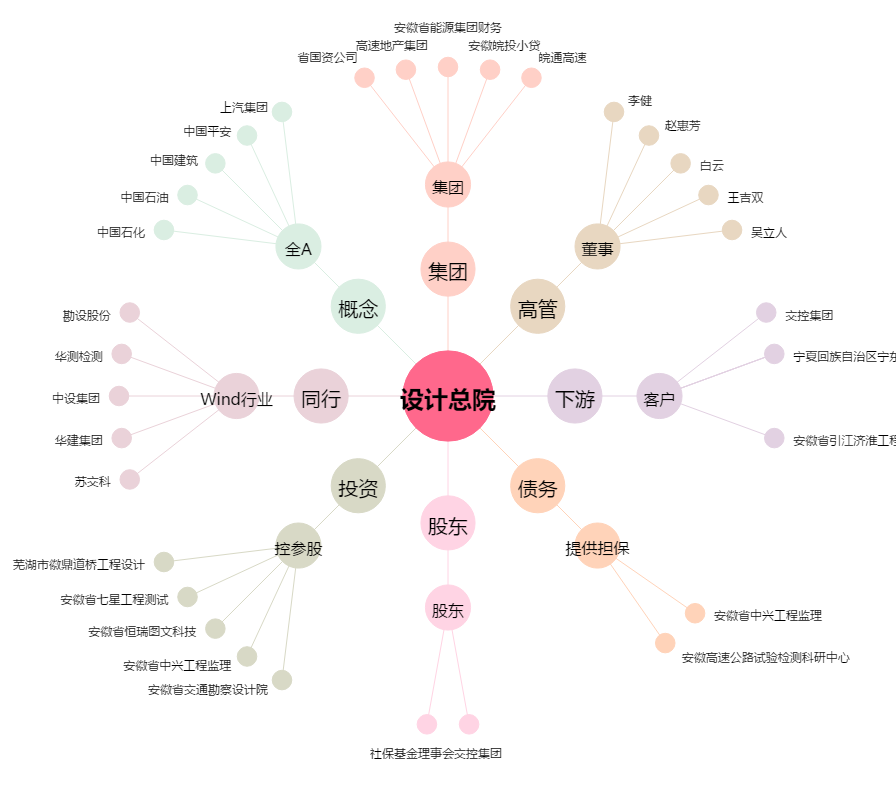 安徽省能源集团财务
高速地产集团
安徽皖投小贷
省国资公司
皖通高速
集团
集团
上汽集团
中国平安
中国建筑
中国石油
中国石化
全A
概念
李健
赵惠芳
白云
王吉双
吴立人
董事
高管
勘设股份
华测检测
中设集团
华建集团
苏交科
Wind行业
同行
设计总院
下游
客户
交控集团
宁夏回族自治区宁东
安徽省引江济淮工程
投资
控参股
芜湖市徽鼎道桥工程设计
安徽省七星工程测试
安徽省恒瑞图文科技
安徽省中兴工程监理
安徽省交通勘察设计院
股东
股东
社保基金理事会
交控集团
债务
提供担保
安徽省中兴工程监理
安徽高速公路试验检测科研中心